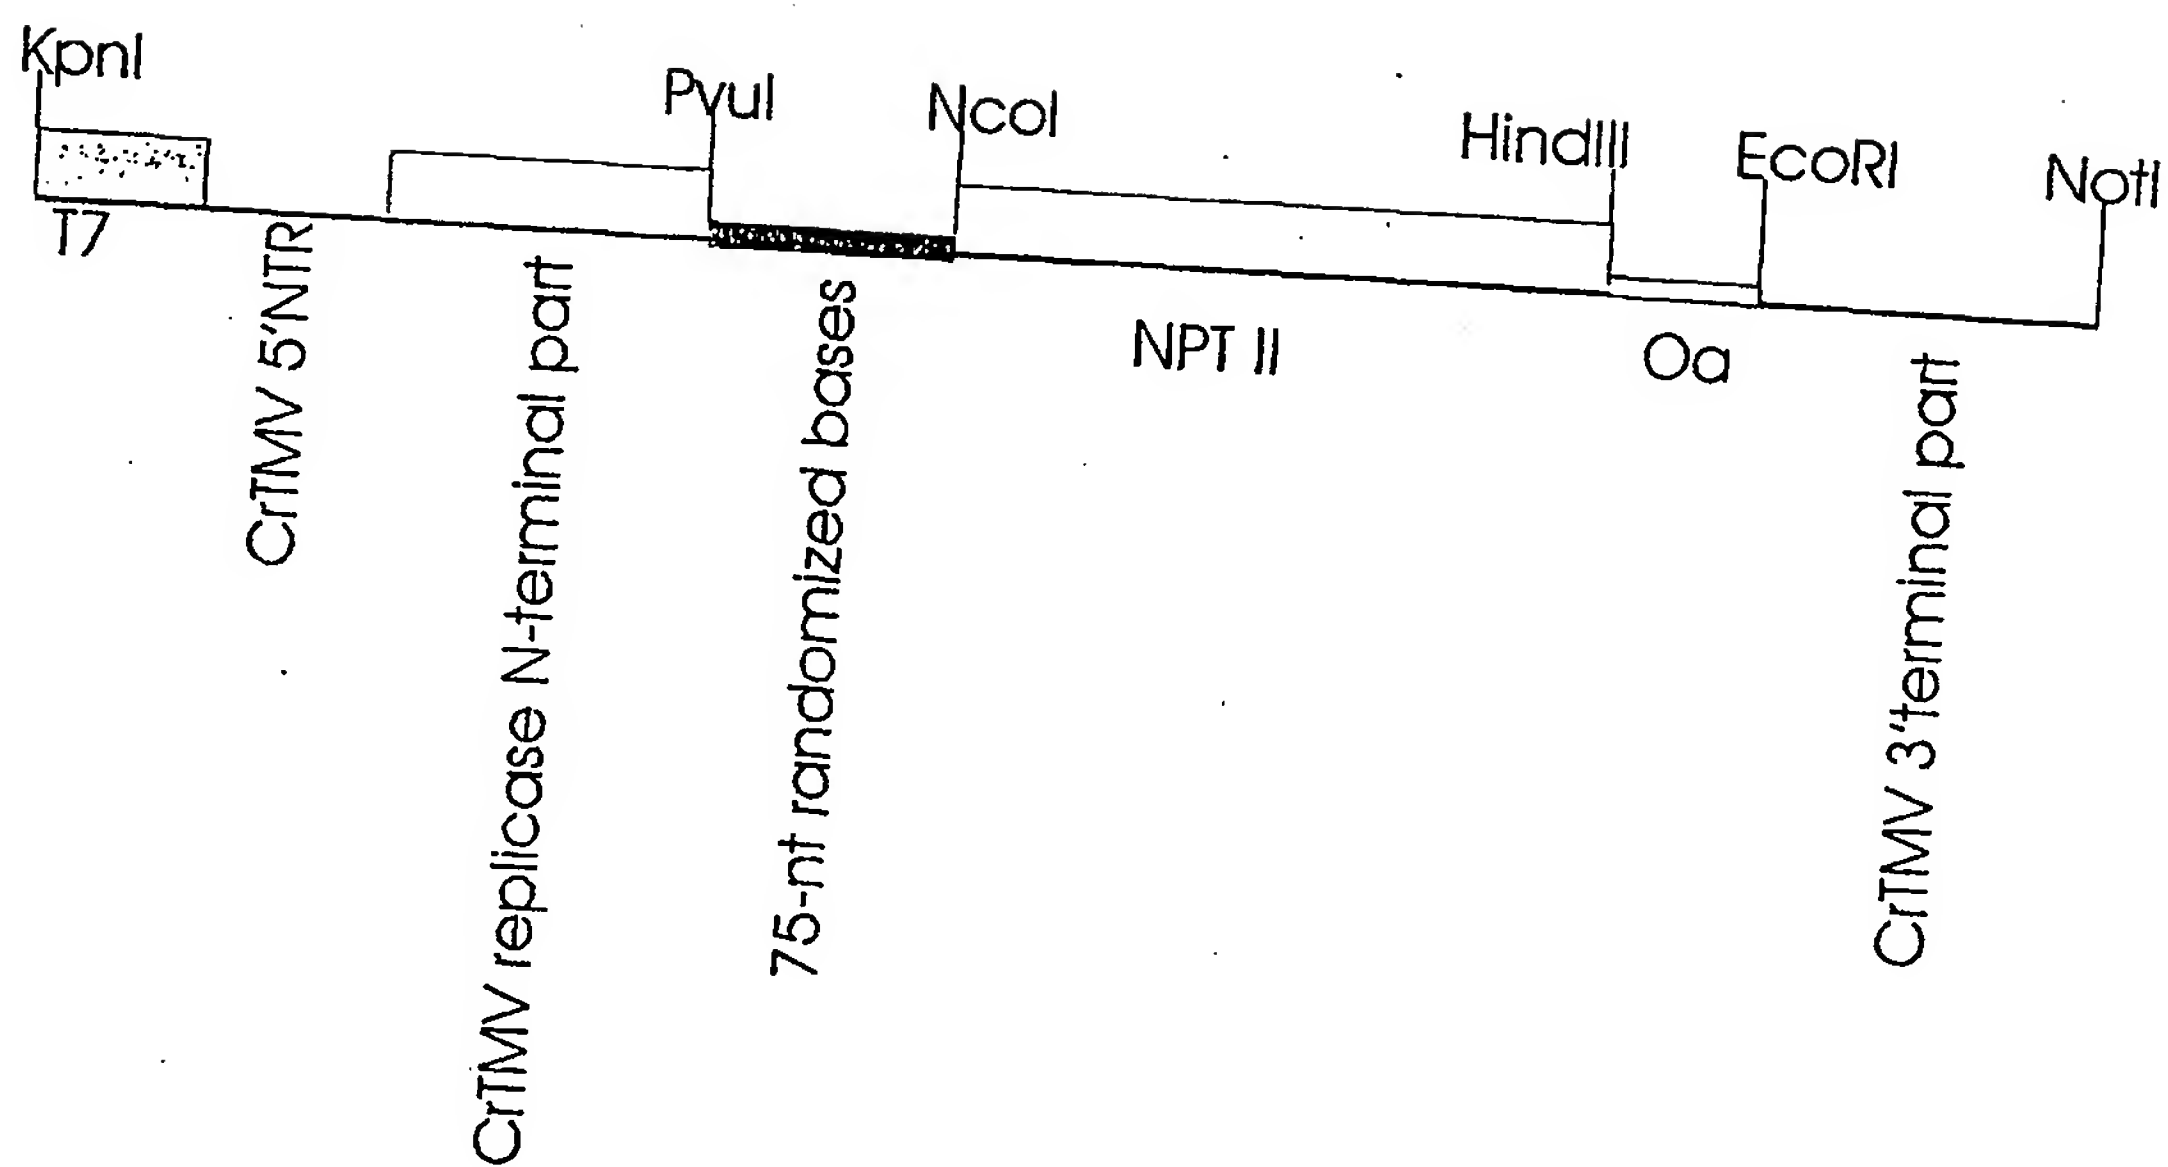 KpnI
PvuI
NcoI
HindIII
EcoRI
NotI
T7
CrTMV 5'NTR
CrTMV replicase N-terminal part
75-nt randomized bases
NPT II
Oa
CrTMV 3'terminal part